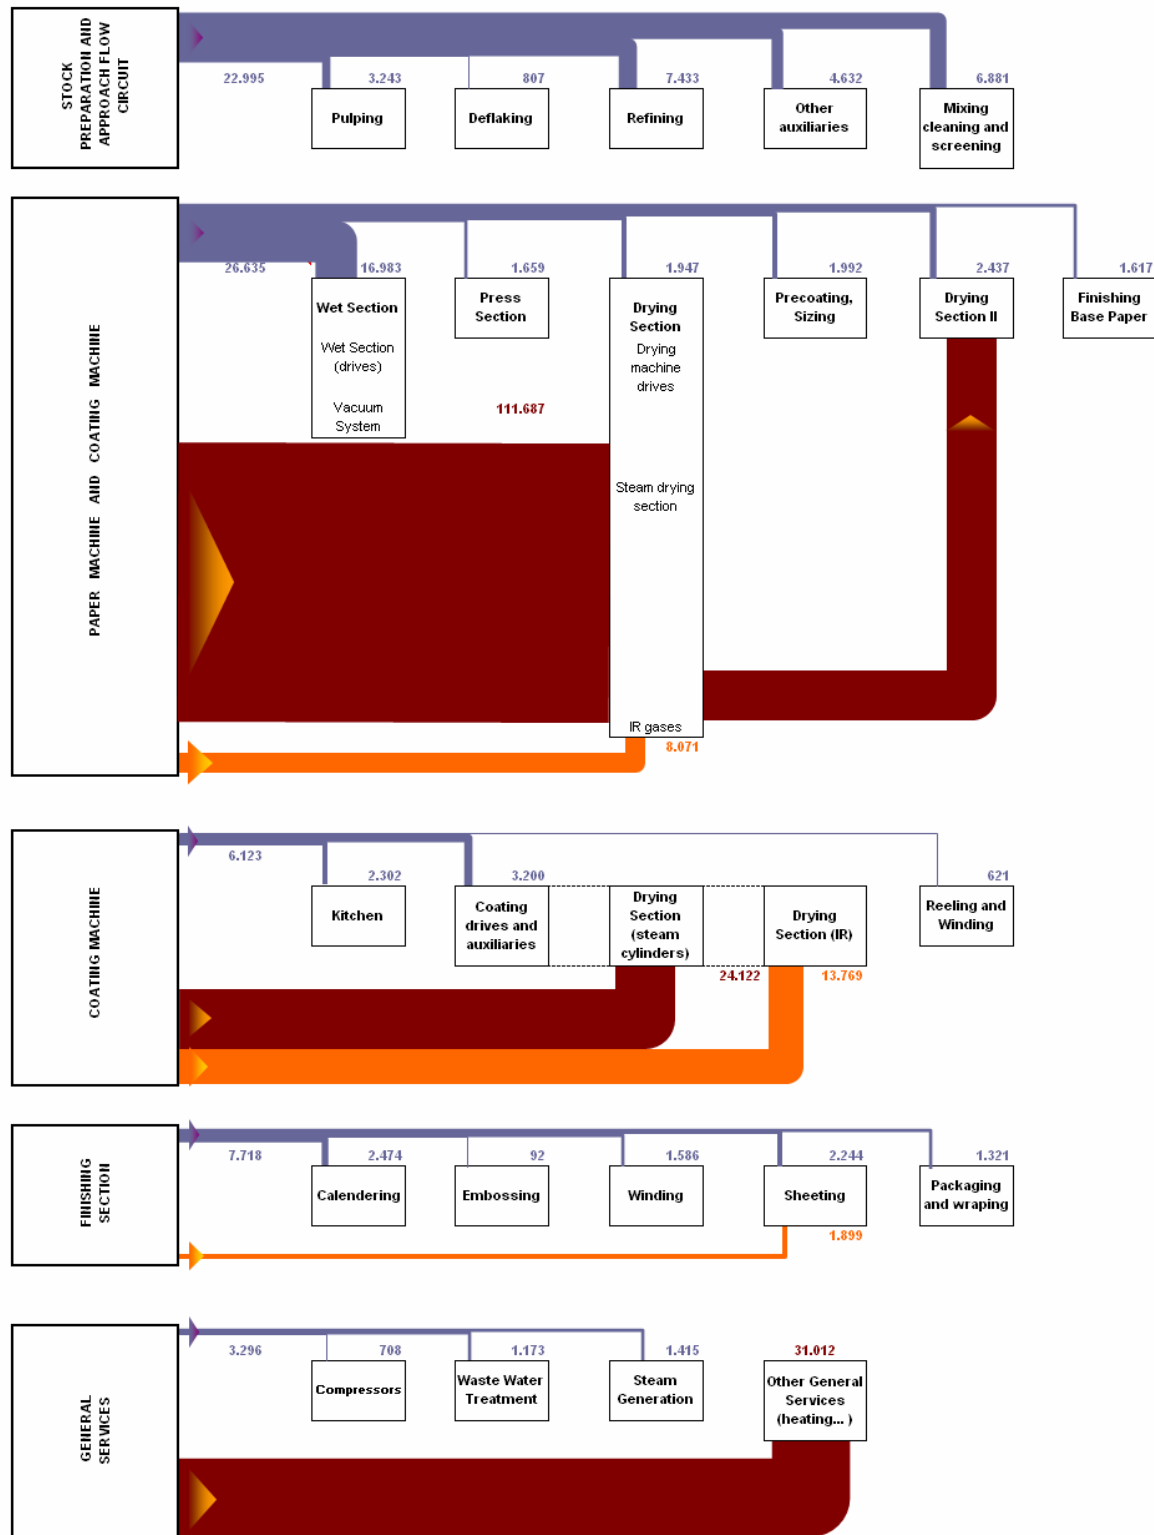 STOCK
PREPARATION AND
APPROACH FLOW
CIRCUIT
22.995
3.243
807
7.433
4.632
6.881
Pulping
Deflaking
Refining
Other
auxiliaries
Mixing
cleaning and
screening
PAPER MACHINE AND COATING MACHINE
26.635
16.983
1.659
1.947
1.992
2.437
1.617
Wet Section
Wet Section
(drives)
Vacuum
System
Press
Section
Drying
Section
Drying
machine
drives
Steam drying
section
IR gases
Precoating,
Sizing
Drying
Section II
Finishing
Base Paper
111.687
8.071
COATING MACHINE
6.123
2.302
3.200
621
Kitchen
Coating
drives and
auxiliaries
Drying
Section
(steam
cylinders)
Drying
Section (IR)
Reeling and
Winding
24.122
13.769
FINISHING
SECTION
7.718
2.474
92
1.586
2.244
1.321
Calendering
Embossing
Winding
Sheeting
Packaging
and wraping
1.899
GENERAL
SERVICES
3.296
708
1.173
1.415
31.012
Compressors
Waste Water
Treatment
Steam
Generation
Other General
Services
(heating... )